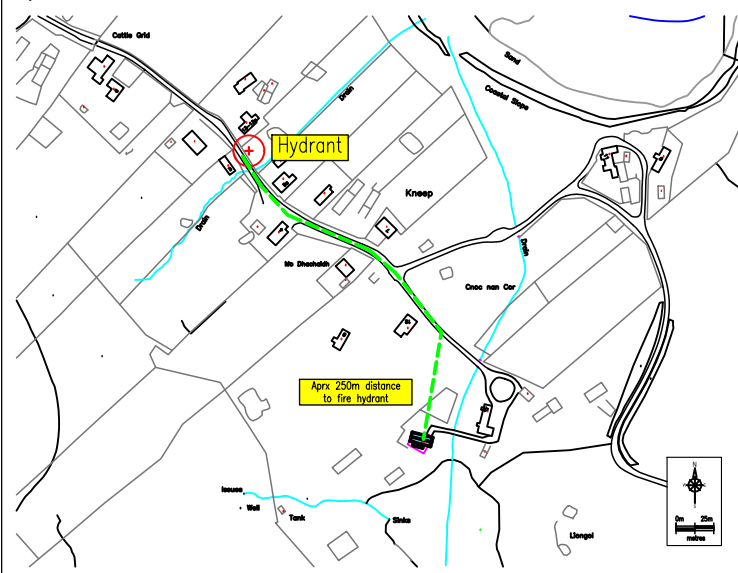 Cattle Grid
Sand
Coastal Slope
Drain
Hydrant
Kneep
Drain
Drain
Mo Dhachaidh
Cnoc nan Cor
Aprx 250m distance
to fire hydrant
Issues
Well
Tank
Sinks
Liongol
N
0m 25m
metres